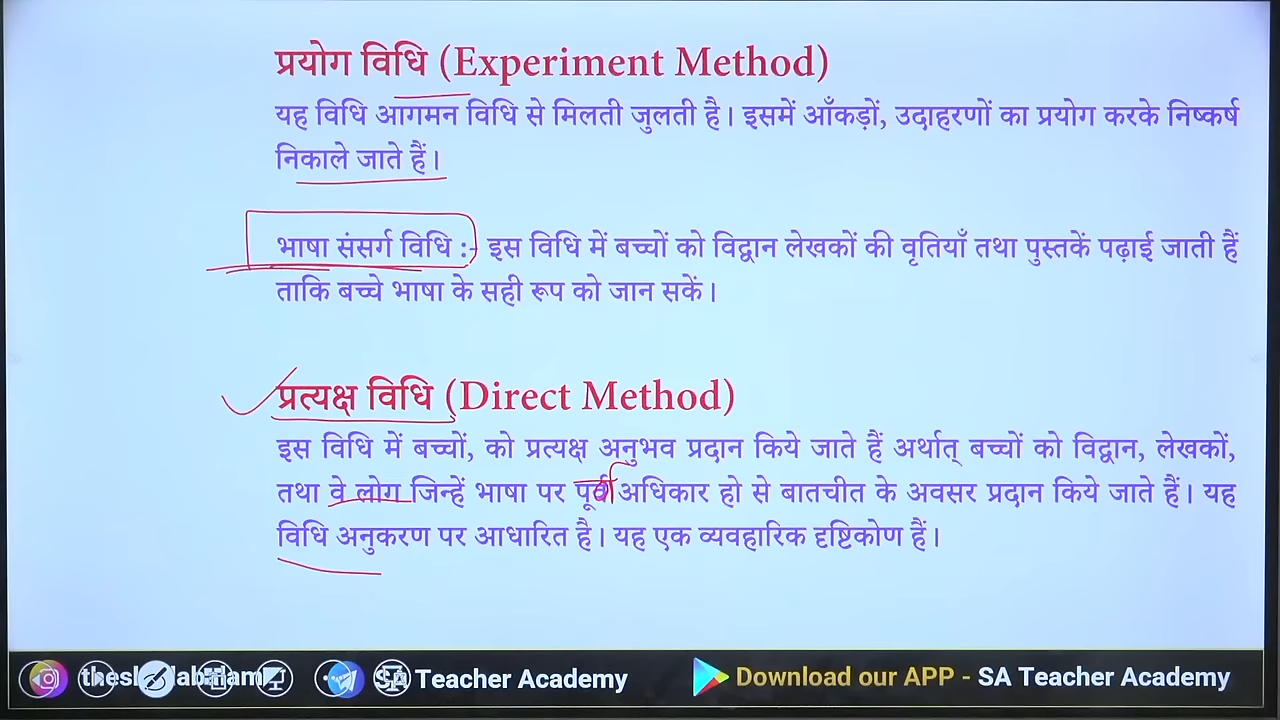 प्रयोग विधि (Experiment Method)
यह विधि आगमन विधि से मिलती जुलती है। इसमें आँकड़ों, उदाहरणों का प्रयोग करके निष्कर्ष
निकाले जाते हैं।
भाषा संसर्ग विधि :- इस विधि में बच्चों को विद्वान लेखकों की वृतियाँ तथा पुस्तकें पढ़ाई जाती हैं
ताकि बच्चे भाषा के सही रूप को जान सकें।
प्रत्यक्ष विधि (Direct Method)
इस विधि में बच्चों, को प्रत्यक्ष अनुभव प्रदान किये जाते हैं अर्थात् बच्चों को विद्वान, लेखकों,
तथा वे लोग जिन्हें भाषा पर अधिकार हो से बातचीत के अवसर प्रदान किये जाते हैं। यह
विधि अनुकरण पर आधारित है। यह एक व्यवहारिक दृष्टिकोण हैं।
SA Teacher Academy
Download our APP - SA Teacher Academy